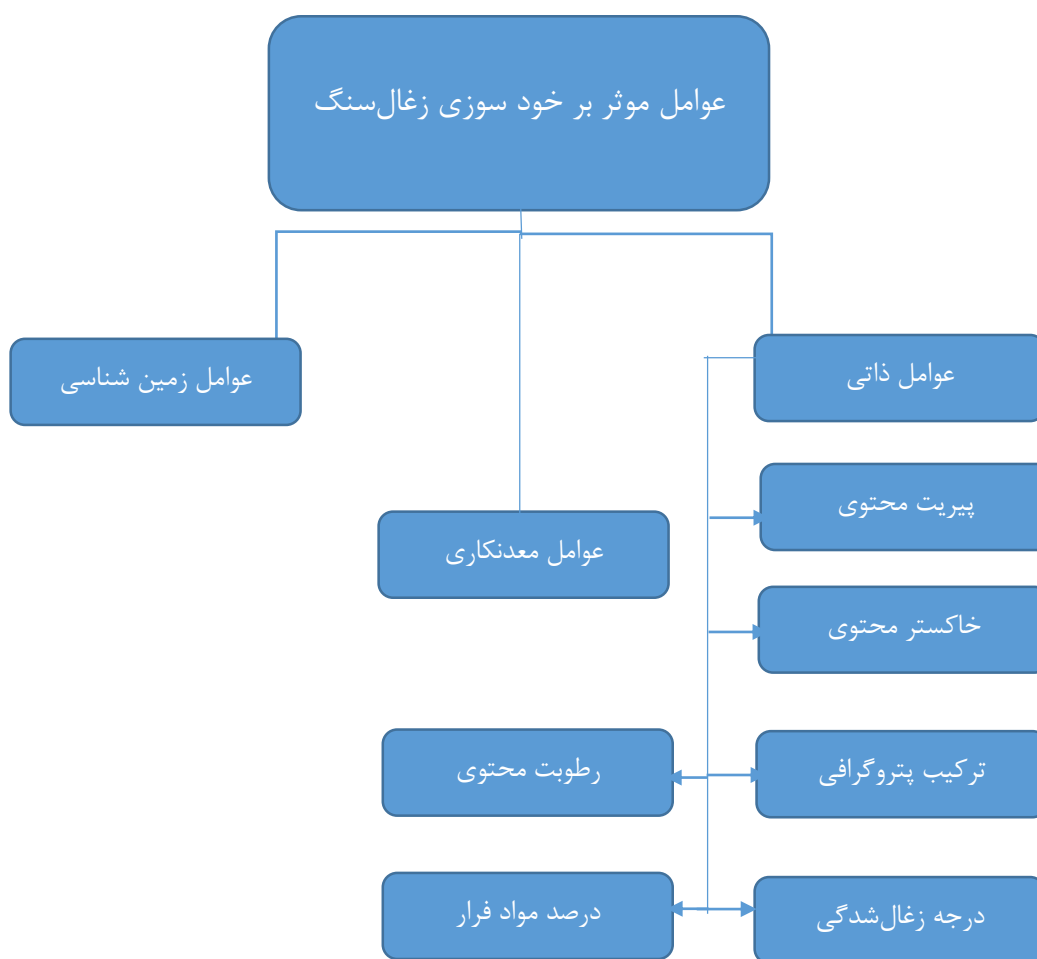 عوامل موثر بر خود سوزی زغال‌سنگ
عوامل ذاتی
عوامل زمین شناسی
پیریت محتوی
عوامل معدنکاری
خاکستر محتوی
ترکیب پتروگرافی
رطوبت محتوی
درجه زغال‌شدگی
درصد مواد فرار